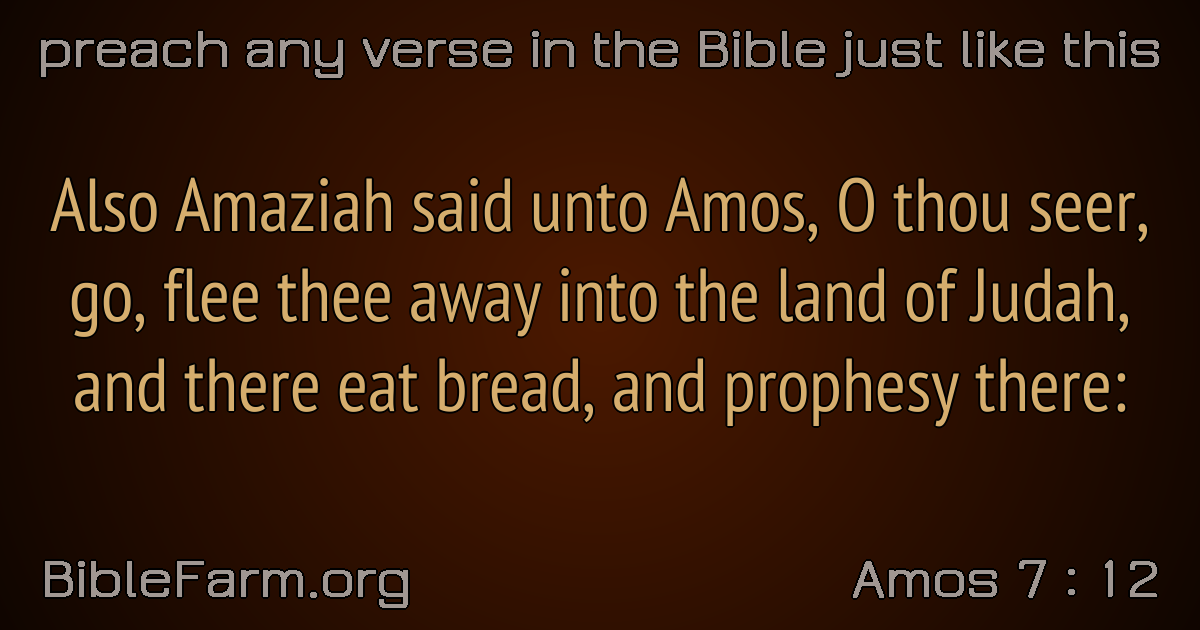 preach any verse in the Bible just like this
Also Amaziah said unto Amos, O thou seer,
go, flee thee away into the land of Judah,
and there eat bread, and prophesy there:
BibleFarm.org
Amos 7 : 12